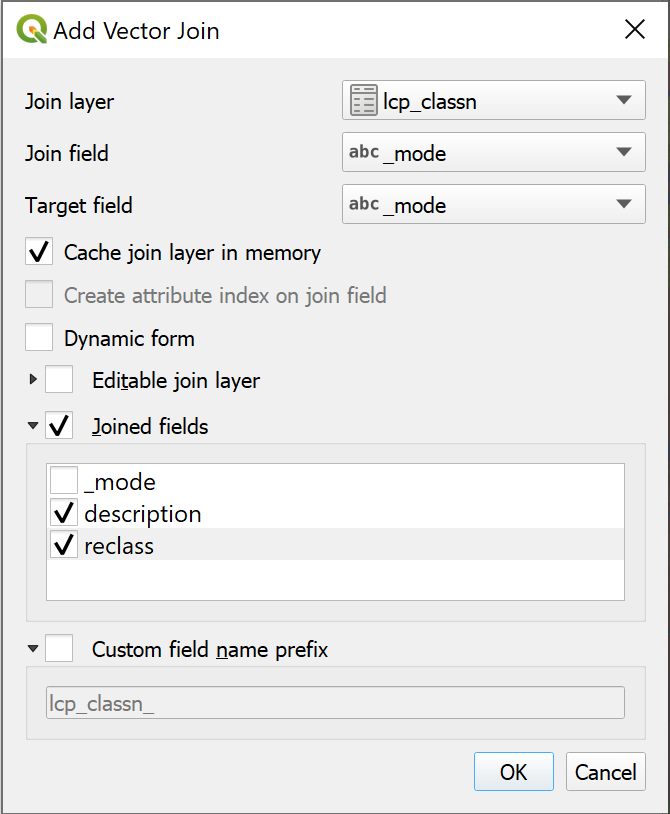 Add Vector Join
Join layer
lcp_classn
Join field
abc _mode
Target field
abc _mode
Cache join layer in memory
Create attribute index on join field
Dynamic form
Editable join layer
Joined fields
_mode
description
reclass
Custom field name prefix
lcp_classn_
OK Cancel